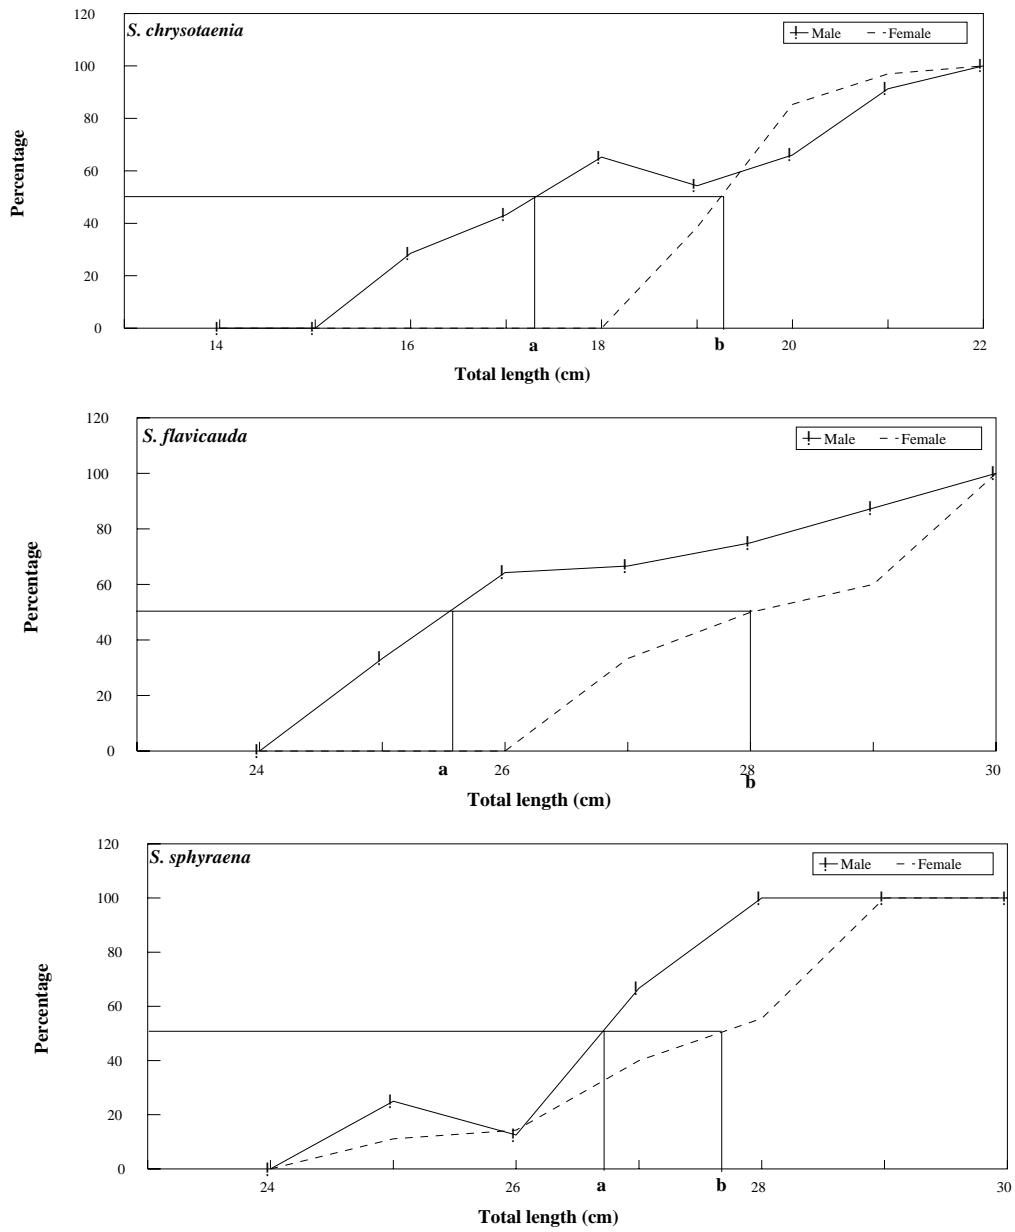 120
S. chrysotaenia
Male Female
100
80
60
40
20
0
Percentage
14 16 a 18 b 20 22
Total length (cm)
120
S. flavicauda
Male Female
100
80
60
40
20
0
Percentage
24 a 26 28 30
b
Total length (cm)
120
S. sphyraena
Male Female
100
80
60
40
20
0
Percentage
24 26 a b 28 30
Total length (cm)